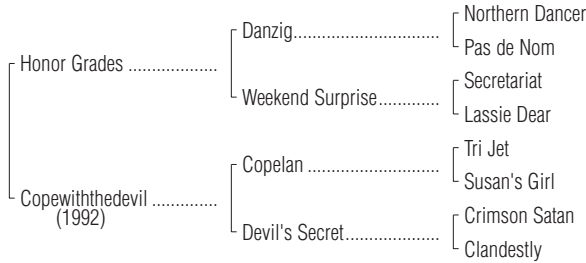 Northern Dancer
Danzig........................................
Pas de Nom
Honor Grades ..................
Secretariat
Weekend Surprise.............
Lassie Dear
Tri Jet
Copelan ...........................
Susan's Girl
Copewiththedevil .............
(1992)
Crimson Satan
Devil's Secret...................
Clandestly